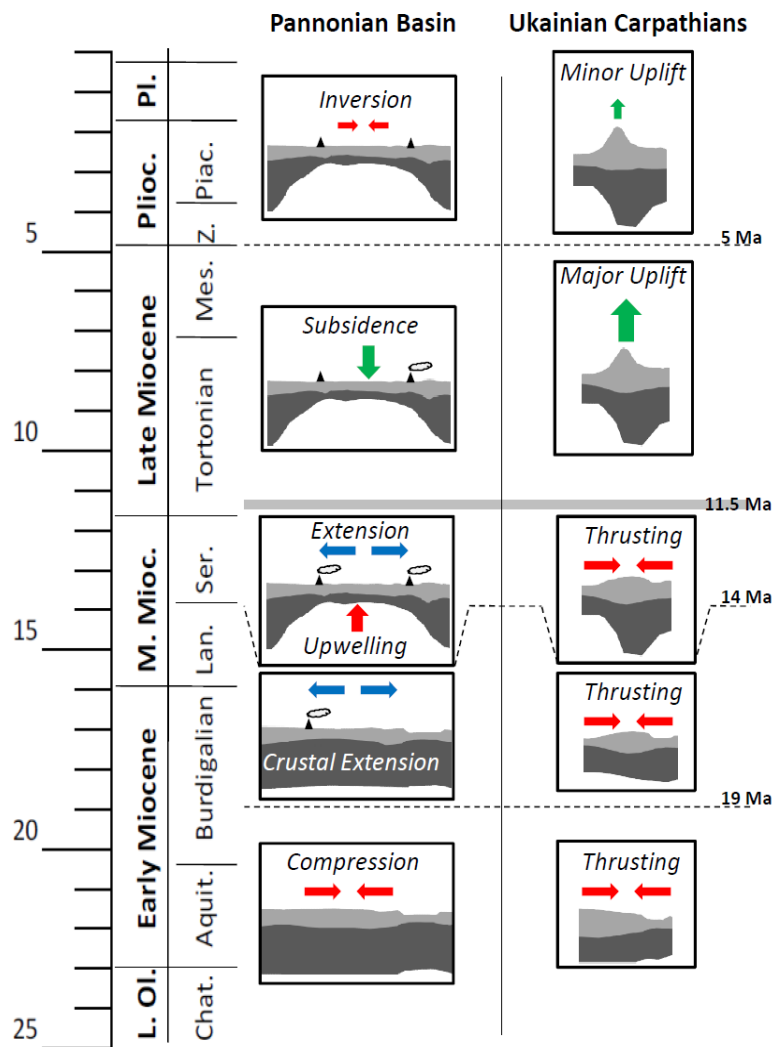 Pannonian Basin
Ukainian Carpathians
Pl.
Plioc.
Late Miocene
M. Mioc.
Early Miocene
L. Ol.
Piac.
Z.
Mes.
Tortonian
Ser.
Lan.
Burdigalian
Aquit.
Chat.
5
10
15
20
25
Inversion
Minor Uplift
5 Ma
Subsidence
Major Uplift
11.5 Ma
Extension
Upwelling
Thrusting
14 Ma
Crustal Extension
Thrusting
19 Ma
Compression
Thrusting